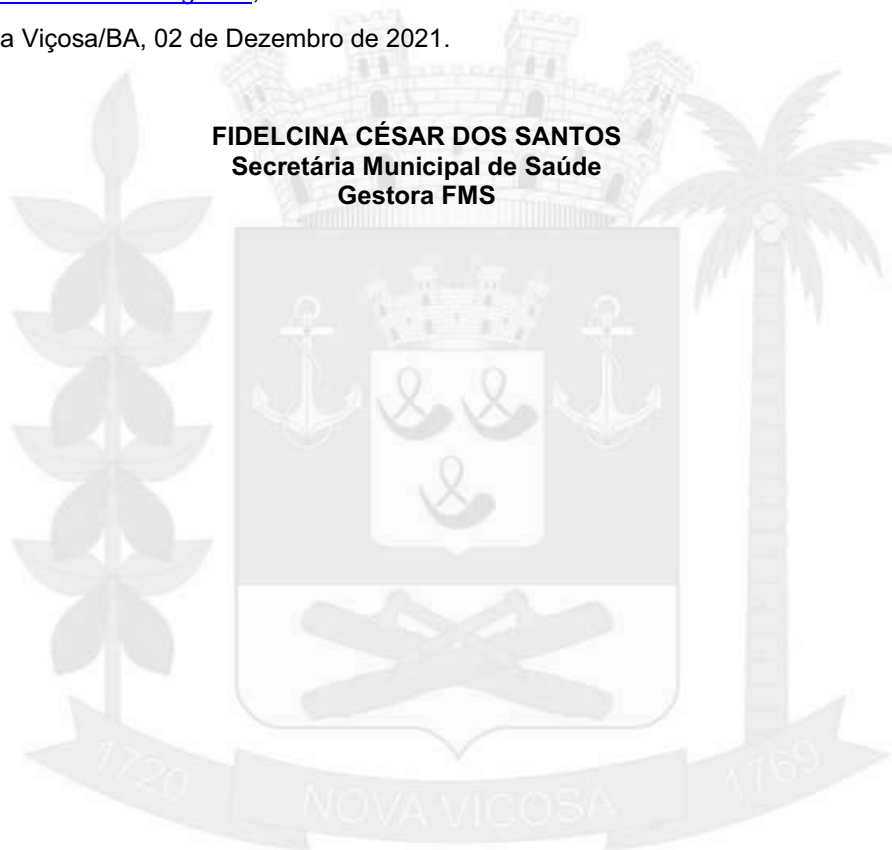 a Viçosa/BA, 02 de Dezembro de 2021.
FIDELCINA CÉSAR DOS SANTOS
Secretária Municipal de Saúde
Gestora FMS
1720
NOVA VIÇOSA
1769